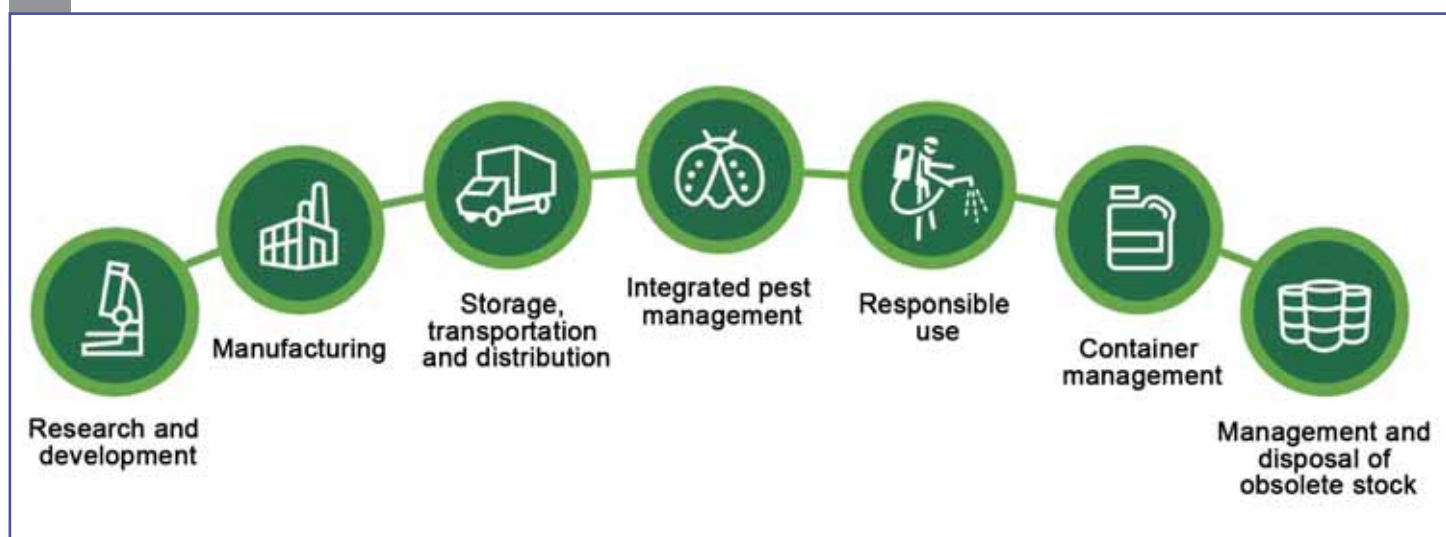 Research and
development
Manufacturing
Storage,
transportation
and distribution
Integrated pest
management
Responsible
use
Container
management
Management and
disposal of
obsolete stock